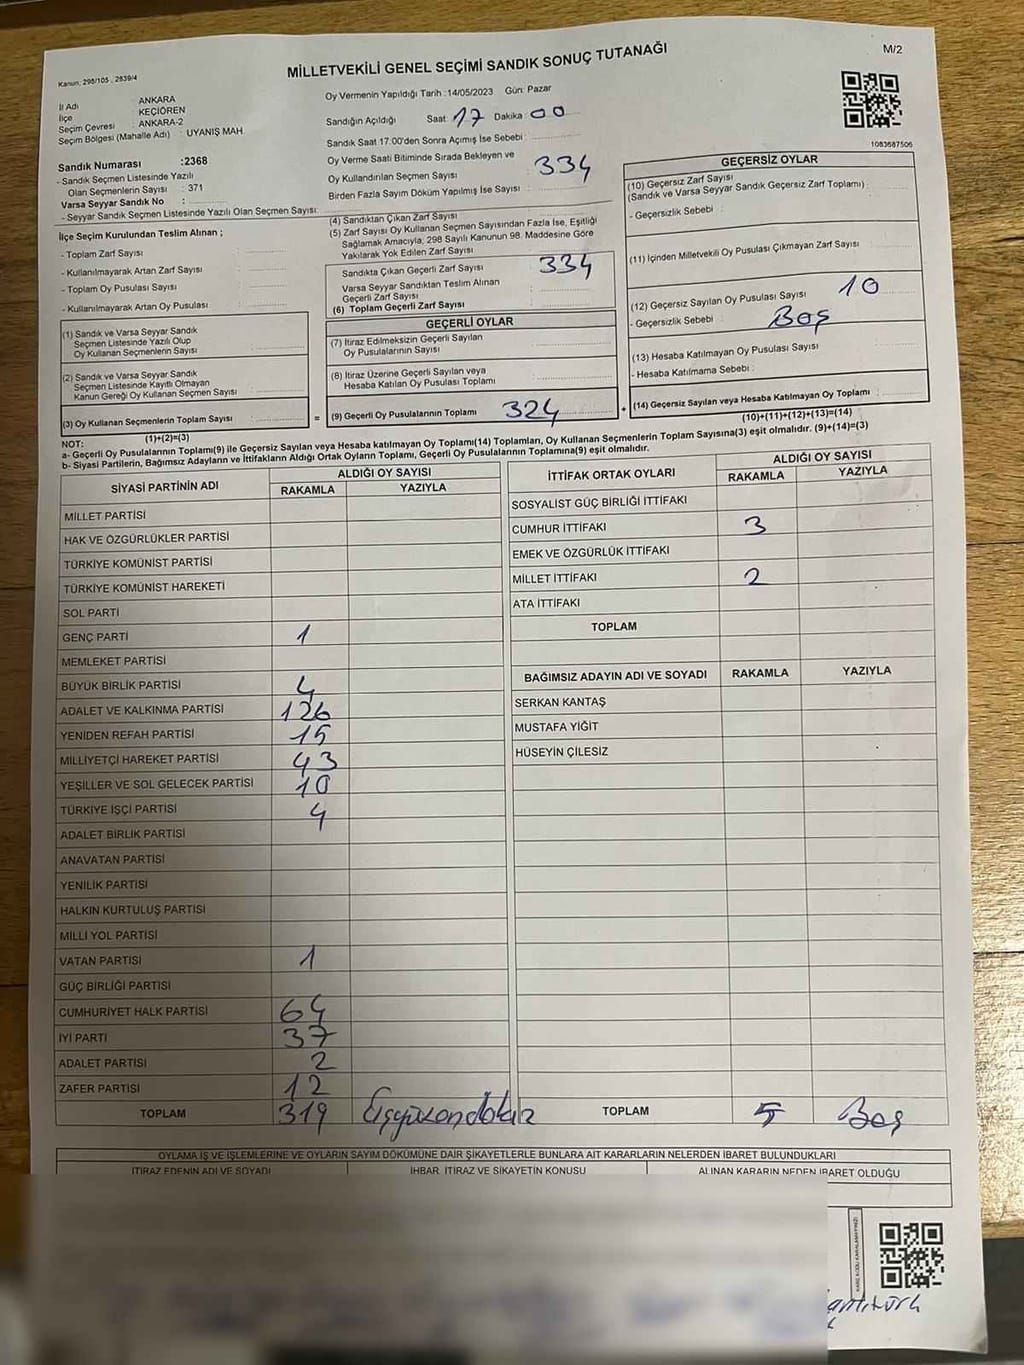 M/2
MİLLETVEKİLİ GENEL SEÇİMİ SANDIK SONUÇ TUTANAĞI
Kanun: 298/105 , 2839/4
İl Adı ANKARA
İlçe KEÇİÖREN
Seçim Çevresi ANKARA-2
Seçim Bölgesi (Mahalle Adı) : UYANIŞ MAH
Sandık Numarası :2368
- Sandık Seçmen Listesinde Yazılı
Olan Seçmenlerin Sayısı : 371
Varsa Seyyar Sandık No :
- Seyyar Sandık Seçmen Listesinde Yazılı Olan Seçmen Sayısı:
Oy Vermenin Yapıldığı Tarih :14/05/2023 Gün: Pazar
Sandığın Açıldığı Saat: 17 Dakika 00
Sandık Saat 17:00'den Sonra Açımış İse Sebebi :
Oy Verme Saati Bitiminde Sırada Bekleyen ve
Oy Kullandırılan Seçmen Sayısı : 334
Birden Fazla Sayım Döküm Yapılmış İse Sayısı :
1083687506
İlçe Seçim Kurulundan Teslim Alınan ;
- Toplam Zarf Sayısı
- Kullanılmayarak Artan Zarf Sayısı
- Toplam Oy Pusulası Sayısı
- Kullanılmayarak Artan Oy Pusulası
(4) Sandıktan Çıkan Zarf Sayısı
(5) Zarf Sayısı Oy Kullanan Seçmen Sayısından Fazla İse, Eşitliği
Sağlamak Amacıyla, 298 Sayılı Kanunun 98. Maddesine Göre
Yakılarak Yok Edilen Zarf Sayısı
Sandıkta Çıkan Geçerli Zarf Sayısı 334
Varsa Seyyar Sandıktan Teslim Alınan
Geçerli Zarf Sayısı
(6) Toplam Geçerli Zarf Sayısı
GEÇERSİZ OYLAR
(10) Geçersiz Zarf Sayısı
(Sandık ve Varsa Seyyar Sandık Geçersiz Zarf Toplamı) :
- Geçersizlik Sebebi :
(11) İçinden Milletvekili Oy Pusulası Çıkmayan Zarf Sayısı
(12) Geçersiz Sayılan Oy Pusulası Sayısı 10
- Geçersizlik Sebebi : Boş
(13) Hesaba Katılmayan Oy Pusulası Sayısı
- Hesaba Katılmama Sebebi :
(14) Geçersiz Sayılan veya Hesaba Katılmayan Oy Toplamı :
(10)+(11)+(12)+(13)=(14)
(1) Sandık ve Varsa Seyyar Sandık
Seçmen Listesinde Yazılı Olup
Oy Kullanan Seçmenlerin Sayısı :
(2) Sandık ve Varsa Seyyar Sandık
Seçmen Listesinde Kayıtlı Olmayan
Kanun Gereği Oy Kullanan Seçmen Sayısı :
(3) Oy Kullanan Seçmenlerin Toplam Sayısı :
(1)+(2)=(3)
=
GEÇERLİ OYLAR
(7) İtiraz Edilmeksizin Geçerli Sayılan
Oy Pusulalarının Sayısı :
(8) İtiraz Üzerine Geçerli Sayılan veya
Hesaba Katılan Oy Pusulası Toplamı :
(9) Geçerli Oy Pusulalarının Toplamı : 324
+
NOT:
a- Geçerli Oy Pusulalarının Toplamı(9) ile Geçersiz Sayılan veya Hesaba katılmayan Oy Toplamı(14) Toplamları, Oy Kullanan Seçmenlerin Toplam Sayısına(3) eşit olmalıdır. (9)+(14)=(3)
b- Siyasi Partilerin, Bağımsız Adayların ve İttifakların Aldığı Ortak Oyların Toplamı, Geçerli Oy Pusulalarının Toplamına(9) eşit olmalıdır.
SİYASİ PARTİNİN ADI ALDIĞI OY SAYISI
RAKAMLA YAZIYLA
MİLLET PARTİSİ
HAK VE ÖZGÜRLÜKLER PARTİSİ
TÜRKİYE KOMÜNİST PARTİSİ
TÜRKİYE KOMÜNİST HAREKETİ
SOL PARTİ
GENÇ PARTİ 1
MEMLEKET PARTİSİ
BÜYÜK BİRLİK PARTİSİ 4
ADALET VE KALKINMA PARTİSİ 126
YENİDEN REFAH PARTİSİ 15
MİLLİYETÇİ HAREKET PARTİSİ 43
YEŞİLLER VE SOL GELECEK PARTİSİ 10
TÜRKİYE İŞÇİ PARTİSİ 4
ADALET BİRLİK PARTİSİ
ANAVATAN PARTİSİ
YENİLİK PARTİSİ
HALKIN KURTULUŞ PARTİSİ
MİLLİ YOL PARTİSİ
VATAN PARTİSİ 1
GÜÇ BİRLİĞİ PARTİSİ
CUMHURİYET HALK PARTİSİ 64
İYİ PARTİ 37
ADALET PARTİSİ 2
ZAFER PARTİSİ 12
TOPLAM 319 Üçyüzondokuz
İTTİFAK ORTAK OYLARI ALDIĞI OY SAYISI
RAKAMLA YAZIYLA
SOSYALİST GÜÇ BİRLİĞİ İTTİFAKI
CUMHUR İTTİFAKI 3
EMEK VE ÖZGÜRLÜK İTTİFAKI
MİLLET İTTİFAKI 2
ATA İTTİFAKI
TOPLAM
BAĞIMSIZ ADAYIN ADI VE SOYADI RAKAMLA YAZIYLA
SERKAN KANTAŞ
MUSTAFA YİĞİT
HÜSEYİN ÇİLESİZ
TOPLAM 5 Beş
OYLAMA İŞ VE İŞLEMLERİNE VE OYLARIN SAYIM DÖKÜMÜNE DAİR ŞİKAYETLERLE BUNLARA AİT KARARLARIN NELERDEN İBARET BULUNDUKLARI
İTİRAZ EDENİN ADI VE SOYADI İHBAR, İTİRAZ VE ŞİKAYETİN KONUSU ALINAN KARARIN NEDEN İBARET OLDUĞU